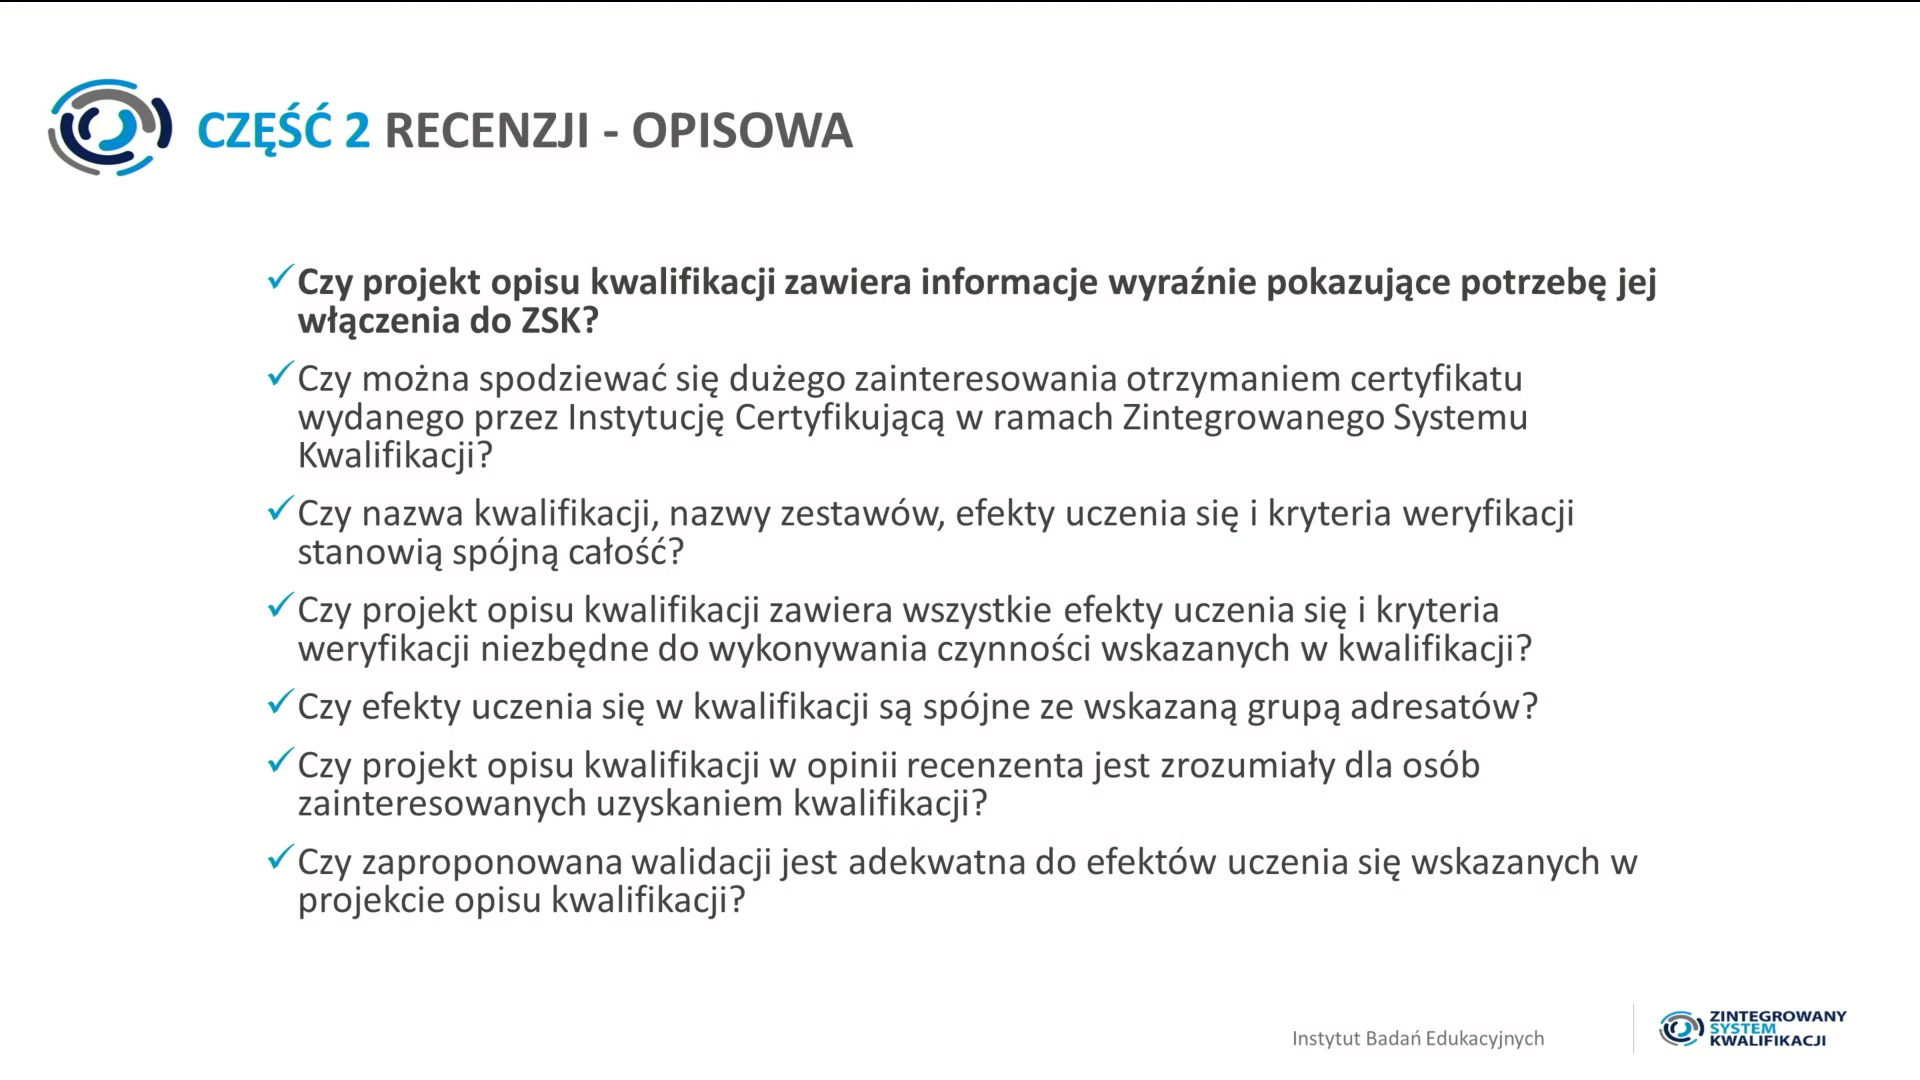 CZĘŚĆ 2 RECENZJI - OPISOWA
Czy projekt opisu kwalifikacji zawiera informacje wyraźnie pokazujące potrzebę jej
włączenia do ZSK?
Czy można spodziewać się dużego zainteresowania otrzymaniem certyfikatu
wydanego przez Instytucję Certyfikującą w ramach Zintegrowanego Systemu
Kwalifikacji?
Czy nazwa kwalifikacji, nazwy zestawów, efekty uczenia się i kryteria weryfikacji
stanowią spójną całość?
Czy projekt opisu kwalifikacji zawiera wszystkie efekty uczenia się i kryteria
weryfikacji niezbędne do wykonywania czynności wskazanych w kwalifikacji?
Czy efekty uczenia się w kwalifikacji są spójne ze wskazaną grupą adresatów?
Czy projekt opisu kwalifikacji w opinii recenzenta jest zrozumiały dla osób
zainteresowanych uzyskaniem kwalifikacji?
Czy zaproponowana walidacji jest adekwatna do efektów uczenia się wskazanych w
projekcie opisu kwalifikacji?
Instytut Badań Edukacyjnych
ZINTEGROWANY
SYSTEM
KWALIFIKACJI